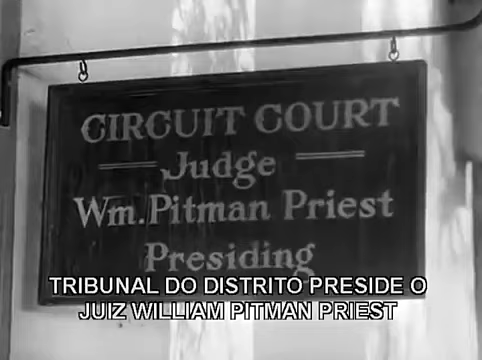 CIRCUIT COURT
Judge
Wm. Pitman Priest
Presiding
TRIBUNAL DO DISTRITO PRESIDE O
JUIZ WILLIAM PITMAN PRIEST